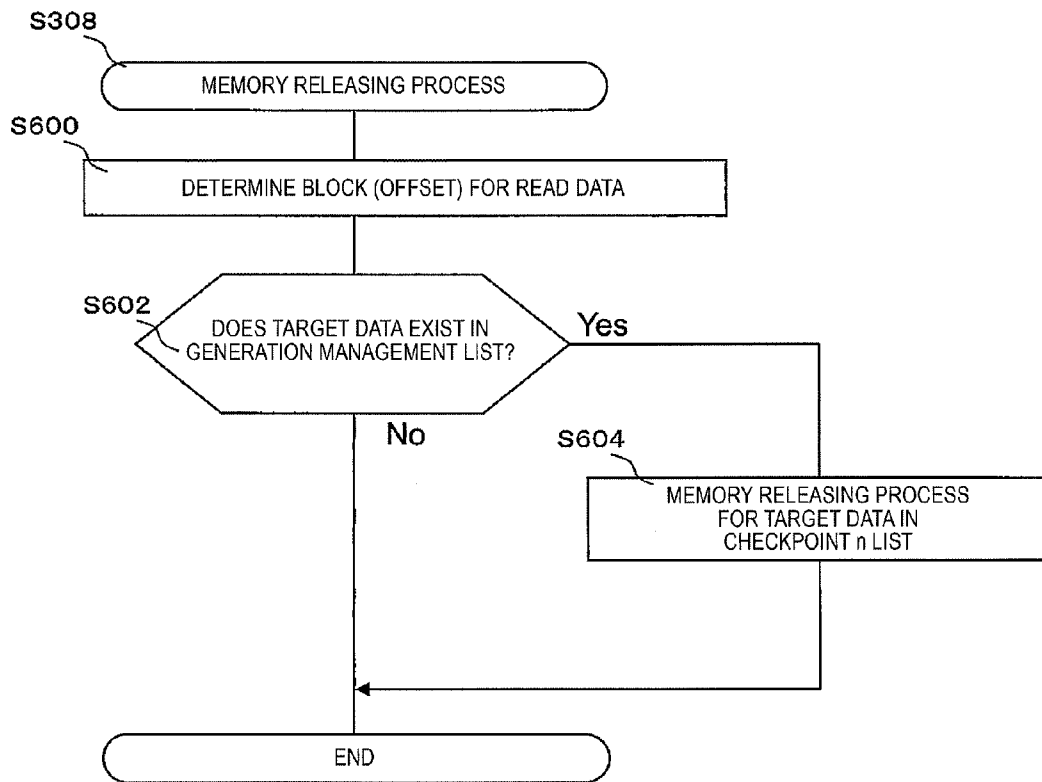 S308
MEMORY RELEASING PROCESS
S600
DETERMINE BLOCK (OFFSET) FOR READ DATA
S602
DOES TARGET DATA EXIST IN
GENERATION MANAGEMENT LIST?
Yes
No
S604
MEMORY RELEASING PROCESS
FOR TARGET DATA IN
CHECKPOINT n LIST
END